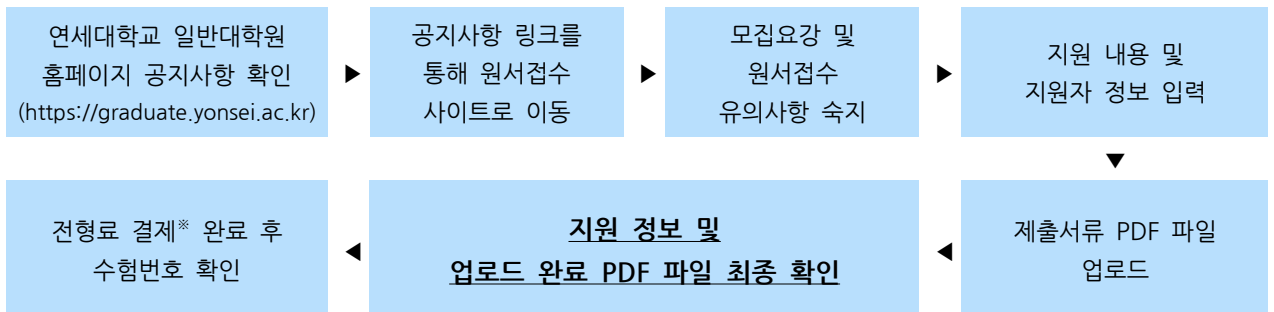 연세대학교 일반대학원
홈페이지 공지사항 확인
(https://graduate.yonsei.ac.kr)
▶
공지사항 링크를
통해 원서접수
사이트로 이동
▶
모집요강 및
원서접수
유의사항 숙지
▶
지원 내용 및
지원자 정보 입력
▼
제출서류 PDF 파일
업로드
◀
지원 정보 및
업로드 완료 PDF 파일 최종 확인
◀
전형료 결제※ 완료 후
수험번호 확인